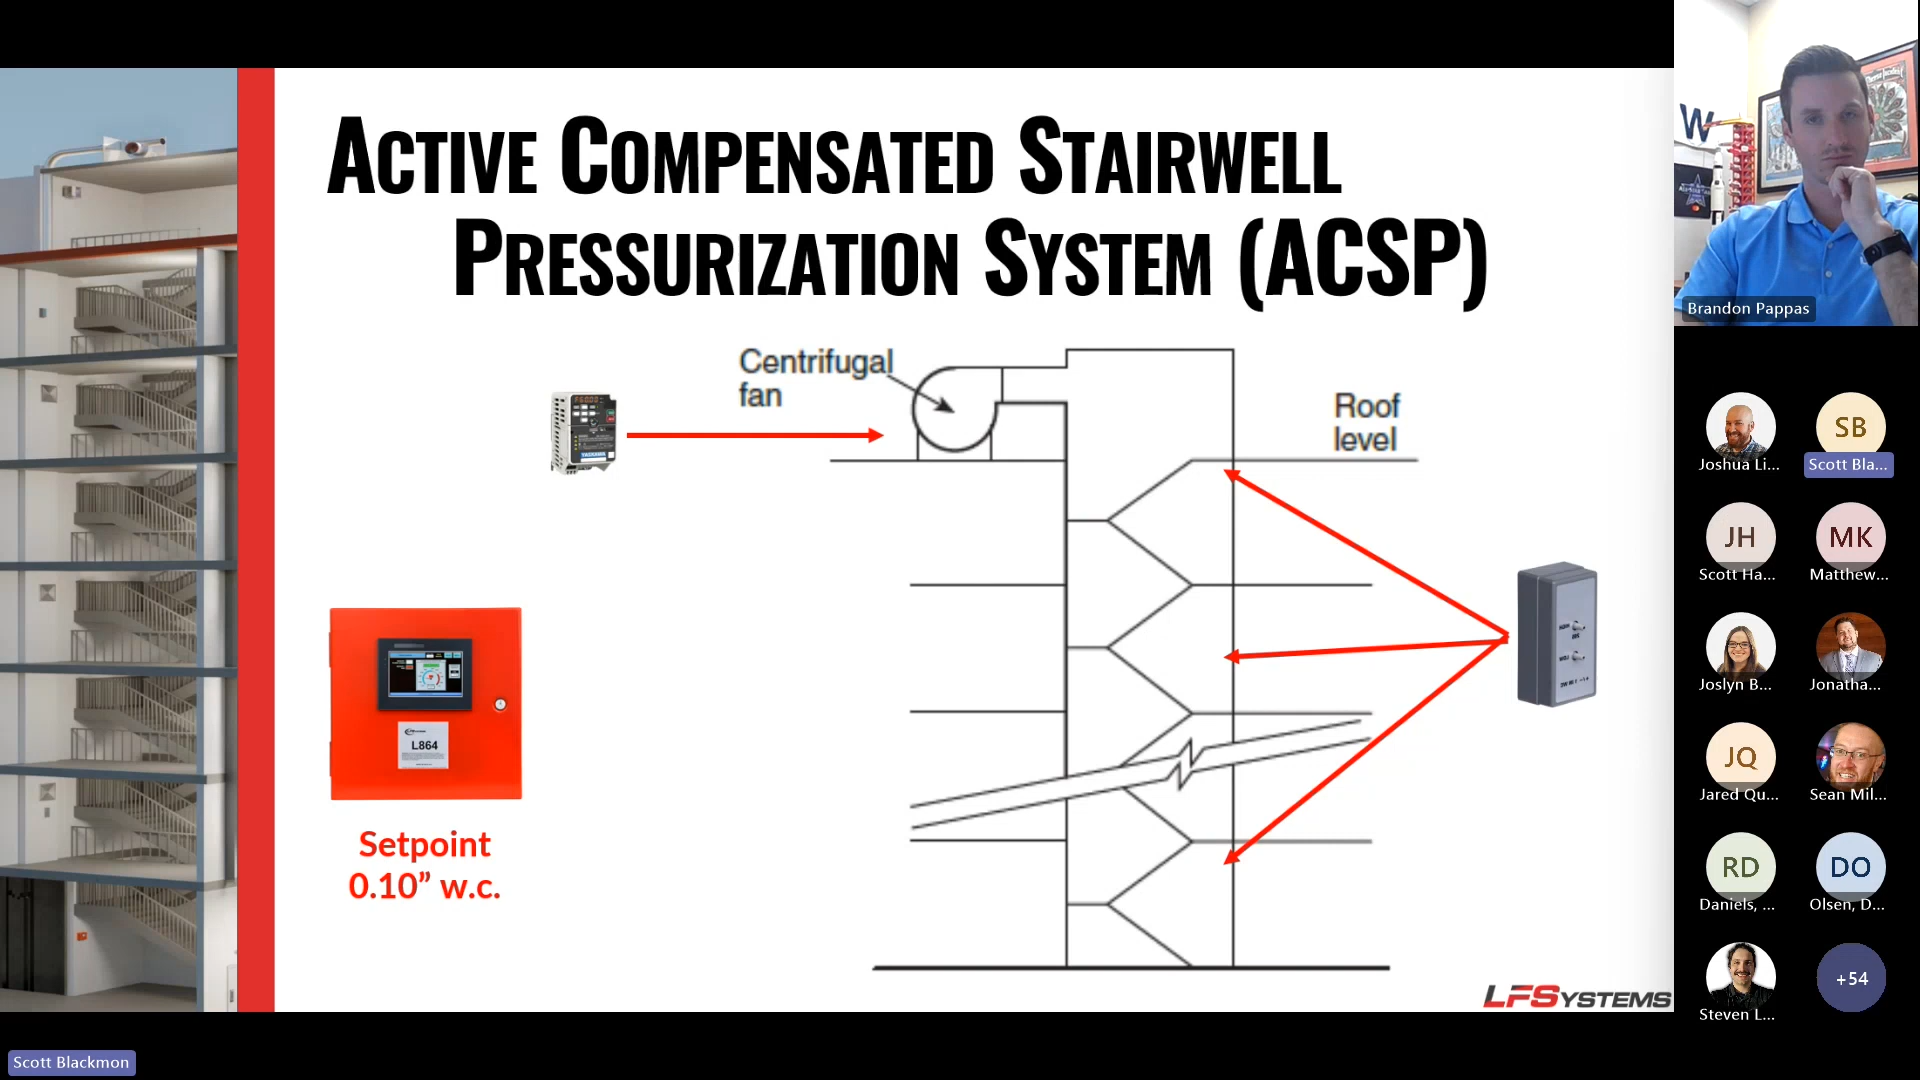 ACTIVE COMPENSATED STAIRWELL
PRESSURIZATION SYSTEM (ACSP)
Centrifugal
fan
Roof
level
YASKAWA
L864
Setpoint
0.10” w.c.
LFSYSTEMS
W
Brandon Pappas
Joshua Li...
SB
Scott Bla...
JH
Scott Ha...
MK
Matthew...
Joslyn B...
Jonatha...
JQ
Jared Qu...
Sean Mil...
RD
Daniels, ...
DO
Olsen, D...
Steven L...
+54
Scott Blackmon